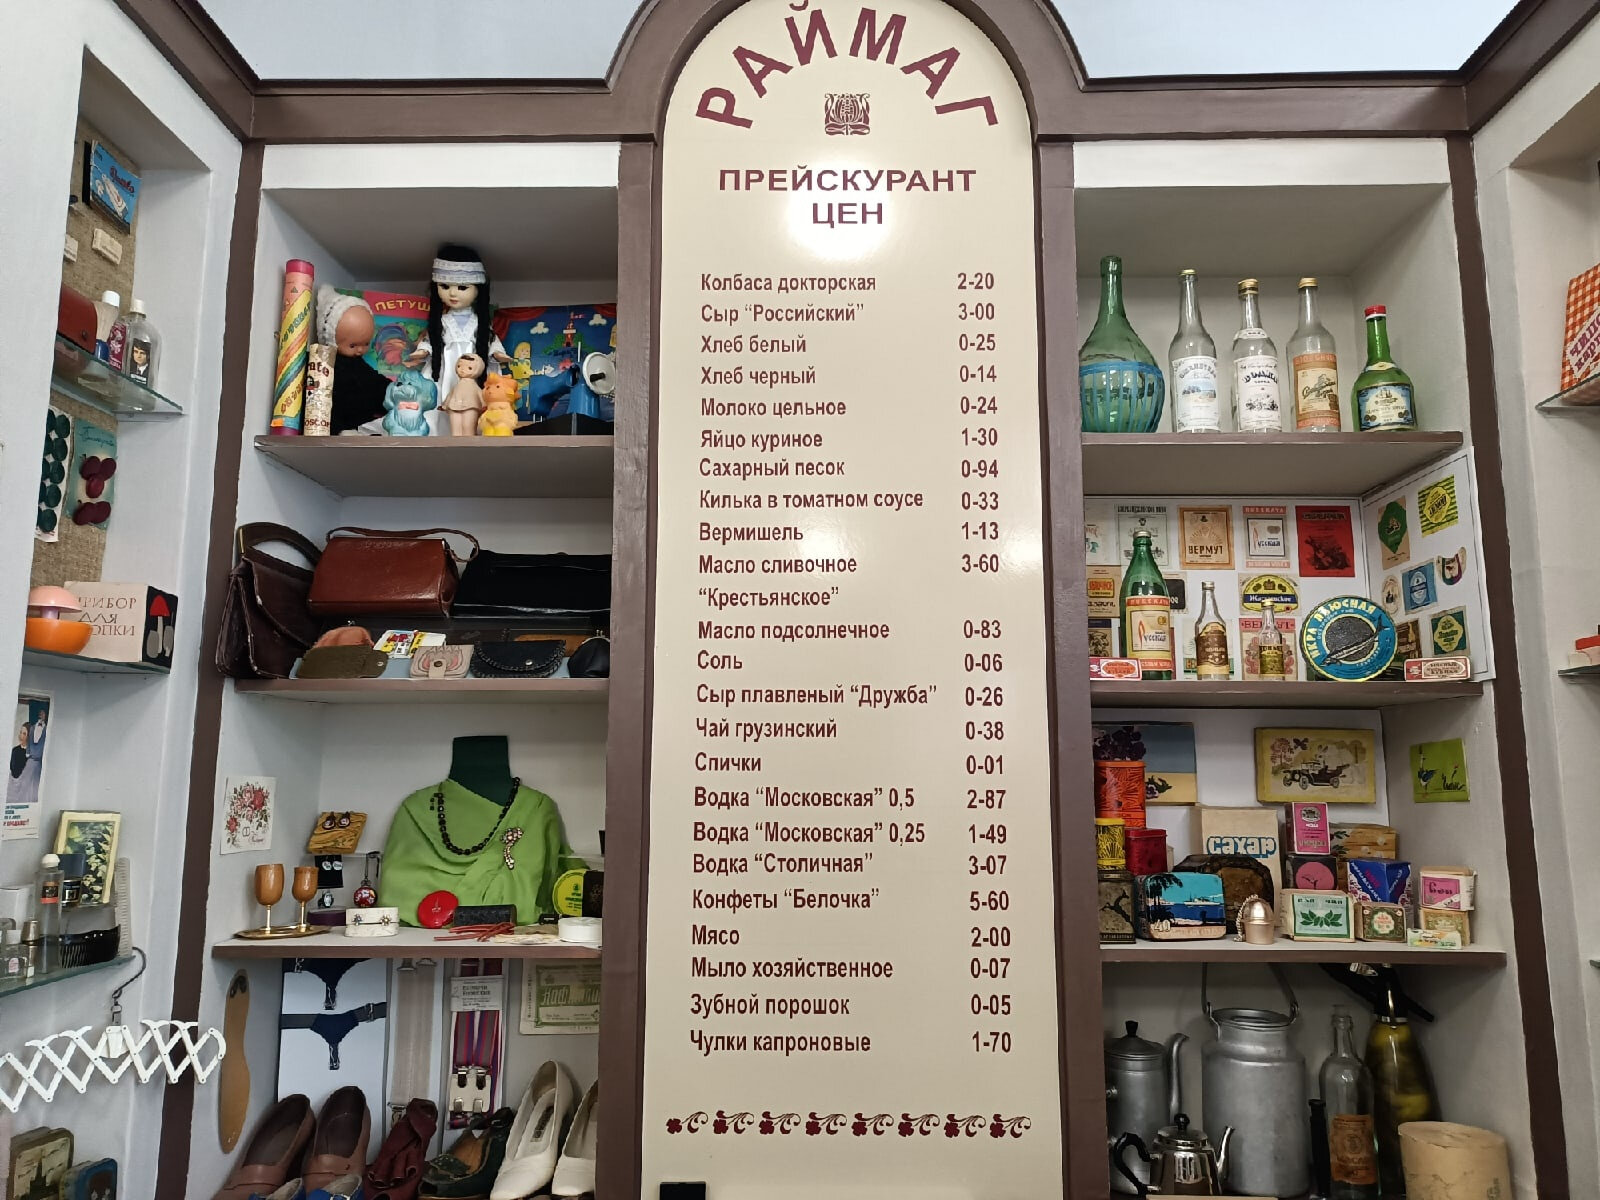 РАЙМАГ
ПРЕЙСКУРАНТ
ЦЕН
Колбаса докторская 2-20
Сыр “Российский” 3-00
Хлеб белый 0-25
Хлеб черный 0-14
Молоко цельное 0-24
Яйцо куриное 1-30
Сахарный песок 0-94
Килька в томатном соусе 0-33
Вермишель 1-13
Масло сливочное 3-60
“Крестьянское”
Масло подсолнечное 0-83
Соль 0-06
Сыр плавленый “Дружба” 0-26
Чай грузинский 0-38
Спички 0-01
Водка “Московская” 0,5 2-87
Водка “Московская” 0,25 1-49
Водка “Столичная” 3-07
Конфеты “Белочка” 5-60
Мясо 2-00
Мыло хозяйственное 0-07
Зубной порошок 0-05
Чулки капроновые 1-70
ПЕТУШ
ПРИБОР
ДЛЯ
ВЕРМУТ
ИКРА
сахар
40